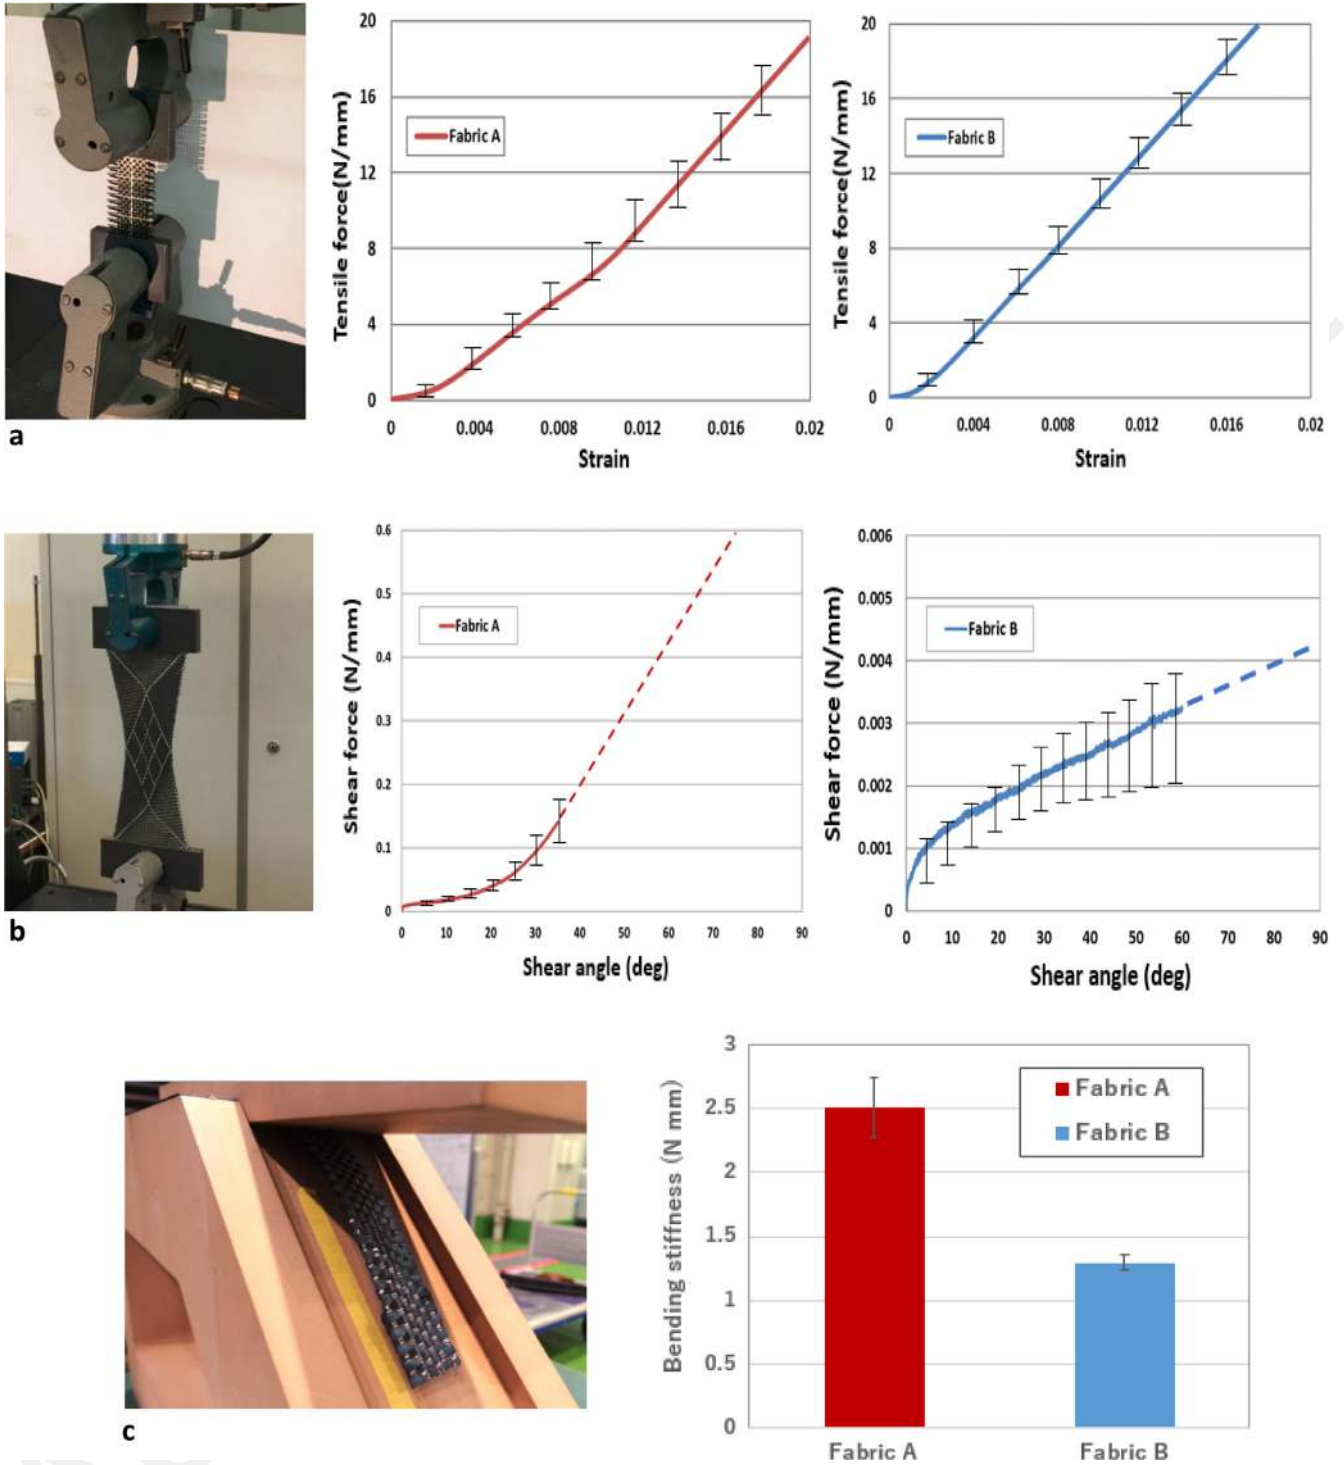 20
16
12
8
4
0
Tensile force(N/mm)
Fabric A
0 0.004 0.008 0.012 0.016 0.02
Strain
20
16
12
8
4
0
Tensile force(N/mm)
Fabric B
0 0.004 0.008 0.012 0.016 0.02
Strain
a
0.6
0.5
0.4
0.3
0.2
0.1
0
Shear force (N/mm)
Fabric A
0 10 20 30 40 50 60 70 80 90
Shear angle (deg)
0.006
0.005
0.004
0.003
0.002
0.001
0
Shear force (N/mm)
Fabric B
0 10 20 30 40 50 60 70 80 90
Shear angle (deg)
b
3
2.5
2
1.5
1
0.5
0
Bending stiffness (N mm)
Fabric A
Fabric B
Fabric A Fabric B
c